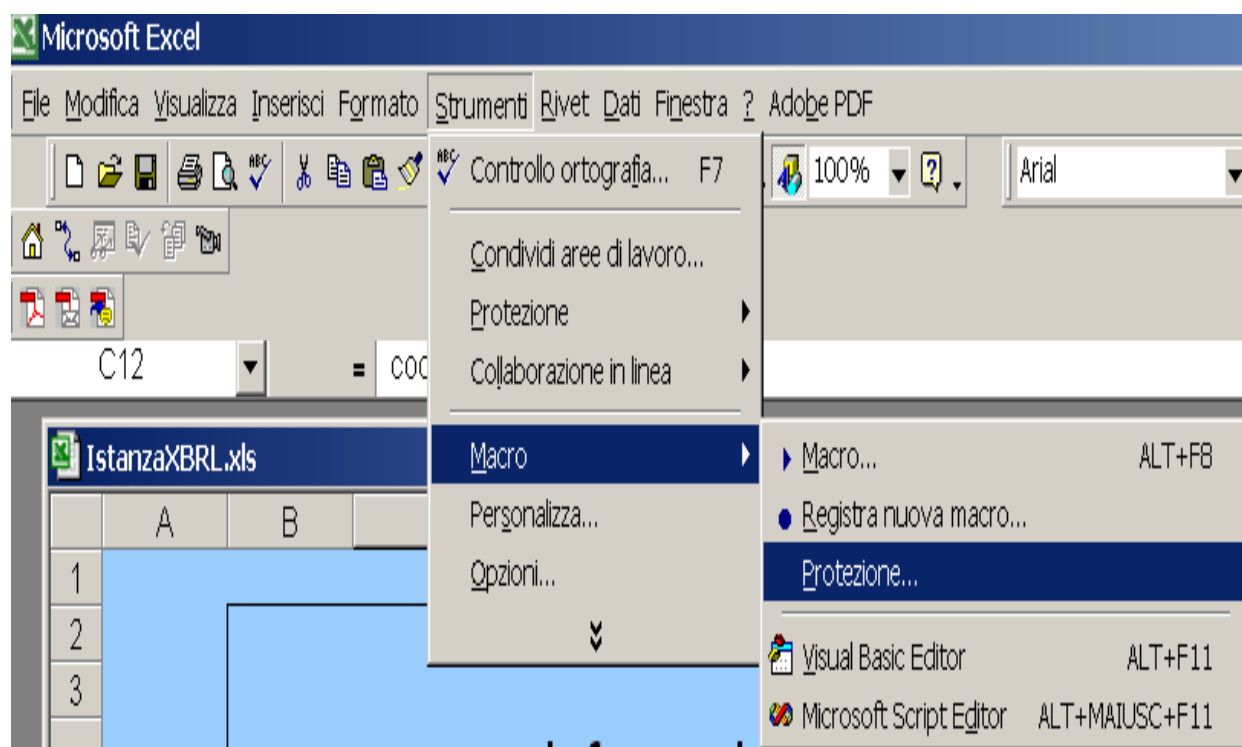 Microsoft Excel
File Modifica Visualizza Inserisci Formato Strumenti Rivet Dati Finestra ? Adobe PDF
ABC ABC Controllo ortografia... F7 100% Arial
Condividi aree di lavoro...
Protezione
C12 = Collaborazione in linea
IstanzaXBRL.xls Macro Macro... ALT+F8
A B Personalizza... Registra nuova macro...
1 Opzioni... Protezione...
2 Visual Basic Editor ALT+F11
3 Microsoft Script Editor ALT+MAIUSC+F11